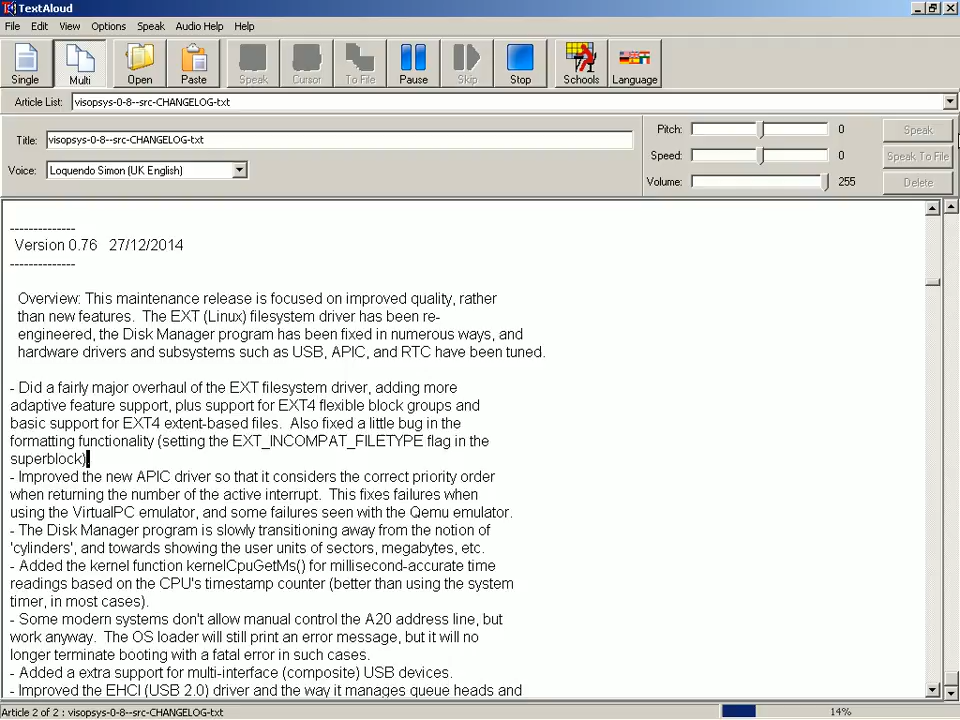 TextAloud
File Edit View Options Speak Audio Help Help
Single Multi Open Paste Speak Cursor To File Pause Skip Stop Schools Language
Article List: visopsys-0-8--src-CHANGELOG-txt
Title: visopsys-0-8--src-CHANGELOG-txt
Pitch: 0 Speak
Speed: 0 Speak To File
Voice: Loquendo Simon (UK English)
Volume: 255 Delete
-------------
Version 0.76 27/12/2014
-------------
Overview: This maintenance release is focused on improved quality, rather
than new features. The EXT (Linux) filesystem driver has been re-
engineered, the Disk Manager program has been fixed in numerous ways, and
hardware drivers and subsystems such as USB, APIC, and RTC have been tuned.
- Did a fairly major overhaul of the EXT filesystem driver, adding more
adaptive feature support, plus support for EXT4 flexible block groups and
basic support for EXT4 extent-based files. Also fixed a little bug in the
formatting functionality (setting the EXT_INCOMPAT_FILETYPE flag in the
superblock).
- Improved the new APIC driver so that it considers the correct priority order
when returning the number of the active interrupt. This fixes failures when
using the VirtualPC emulator, and some failures seen with the Qemu emulator.
- The Disk Manager program is slowly transitioning away from the notion of
'cylinders', and towards showing the user units of sectors, megabytes, etc.
- Added the kernel function kernelCpuGetMs() for millisecond-accurate time
readings based on the CPU's timestamp counter (better than using the system
timer, in most cases).
- Some modern systems don't allow manual control the A20 address line, but
work anyway. The OS loader will still print an error message, but it will no
longer terminate booting with a fatal error in such cases.
- Added a extra support for multi-interface (composite) USB devices.
- Improved the EHCI (USB 2.0) driver and the way it manages queue heads and
Article 2 of 2 : visopsys-0-8--src-CHANGELOG-txt 14%